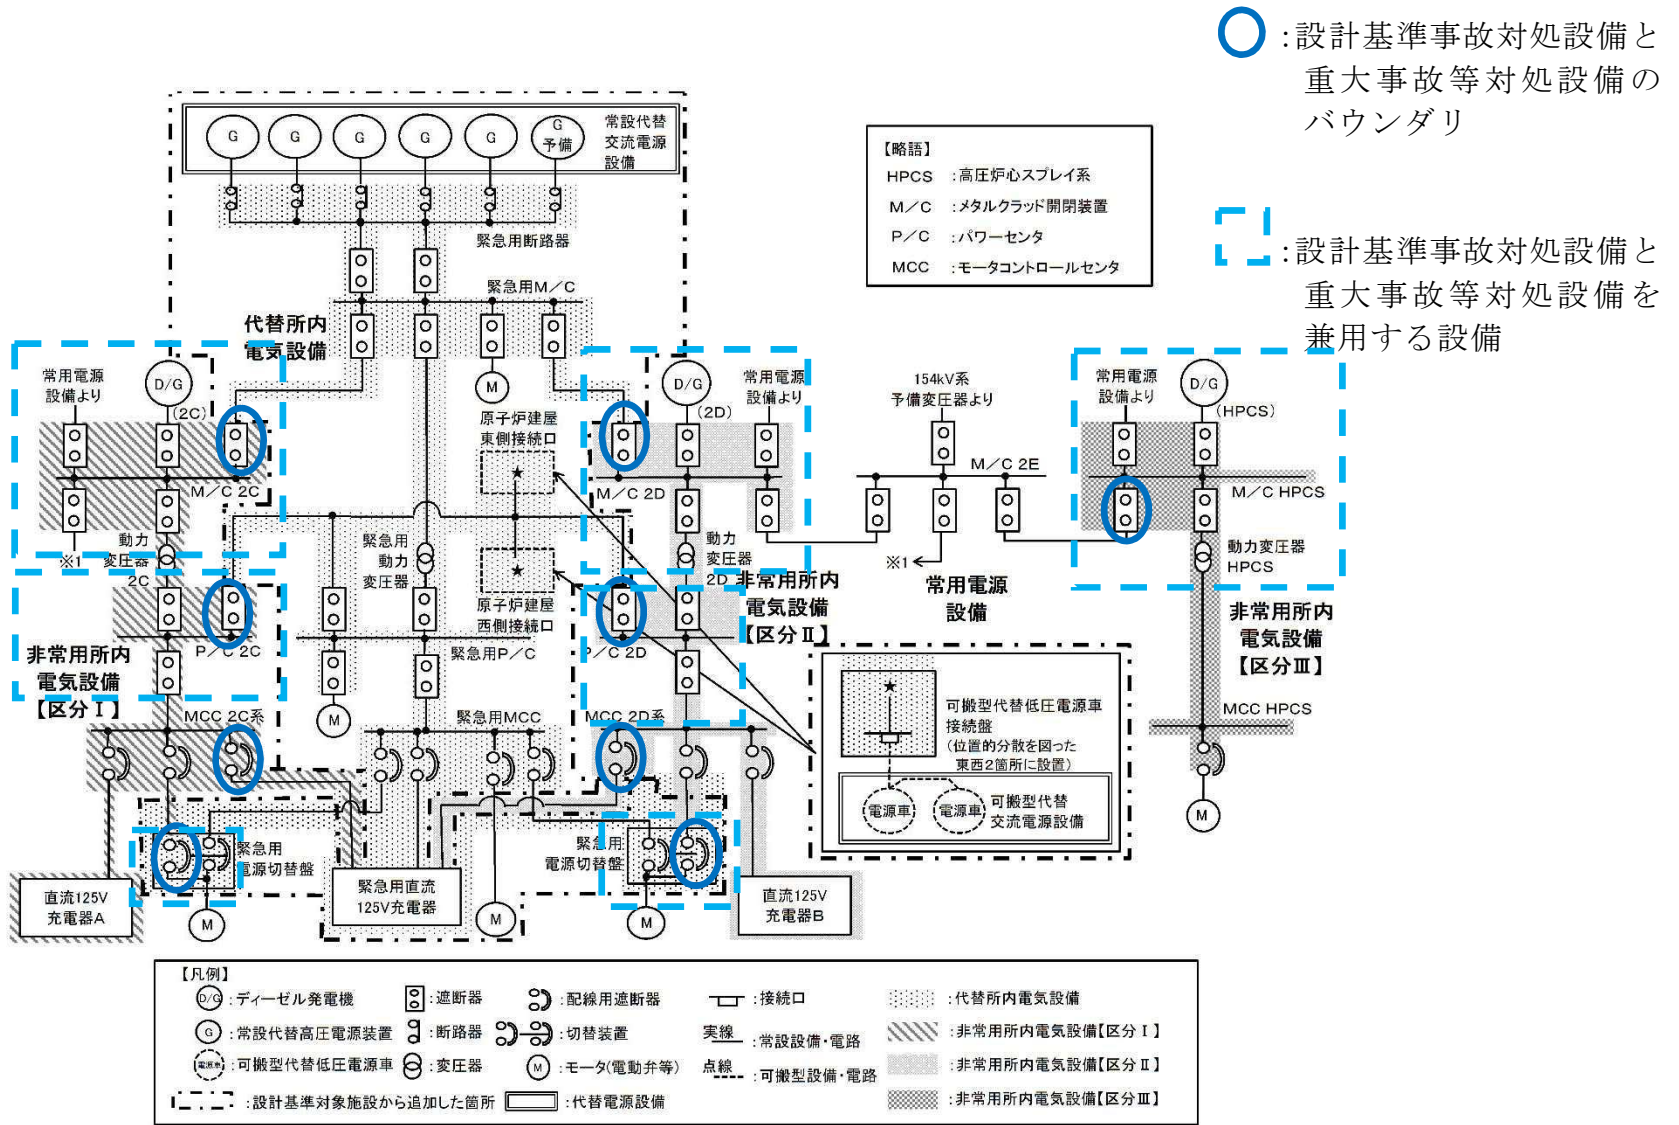 :設計基準事故対処設備と
重大事故等対処設備の
バウンダリ
:設計基準事故対処設備と
重大事故等対処設備を
兼用する設備
G
G
G
G
G
G
予備
常設代替
交流電源
設備
緊急用断路器
【略語】
HPCS :高圧炉心スプレイ系
M/C :メタルクラッド開閉装置
P/C :パワーセンタ
MCC :モータコントロールセンタ
緊急用M/C
代替所内
電気設備
常用電源
設備より
D/G
(2C)
M
D/G
(2D)
常用電源
設備より
154kV系
予備変圧器より
常用電源
設備より
D/G
(HPCS)
原子炉建屋
東側接続口
★
M/C 2C
M/C 2D
M/C 2E
M/C HPCS
※1
動力
変圧器
2C
緊急用
動力
変圧器
★
原子炉建屋
西側接続口
動力
変圧器
2D
※1
常用電源
設備
動力変圧器
HPCS
非常用所内
電気設備
【区分Ⅱ】
非常用所内
電気設備
【区分Ⅲ】
P/C 2C
緊急用P/C
P/C 2D
非常用所内
電気設備
【区分Ⅰ】
M
MCC 2C系
緊急用MCC
MCC 2D系
MCC HPCS
★
可搬型代替低圧電源車
接続盤
(位置的分散を図った
東西2箇所に設置)
電源車
電源車
可搬型代替
交流電源設備
M
緊急用
電源切替盤
緊急用
電源切替盤
直流125V
充電器A
M
緊急用直流
125V充電器
M
M
直流125V
充電器B
【凡例】
D/G :ディーゼル発電機
:遮断器
:配線用遮断器
:接続口
:代替所内電気設備
G :常設代替高圧電源装置
:断路器
:切替装置
実線 :常設設備・電路
:非常用所内電気設備【区分Ⅰ】
電源車 :可搬型代替低圧電源車
:変圧器
M :モータ(電動弁等)
点線 :可搬型設備・電路
:非常用所内電気設備【区分Ⅱ】
:設計基準対象施設から追加した箇所
:代替電源設備
:非常用所内電気設備【区分Ⅲ】